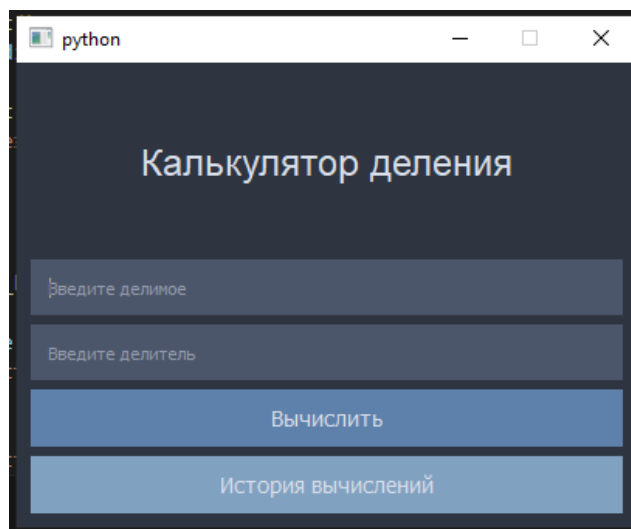 python
Калькулятор деления
Введите делимое
Введите делитель
Вычислить
История вычислений